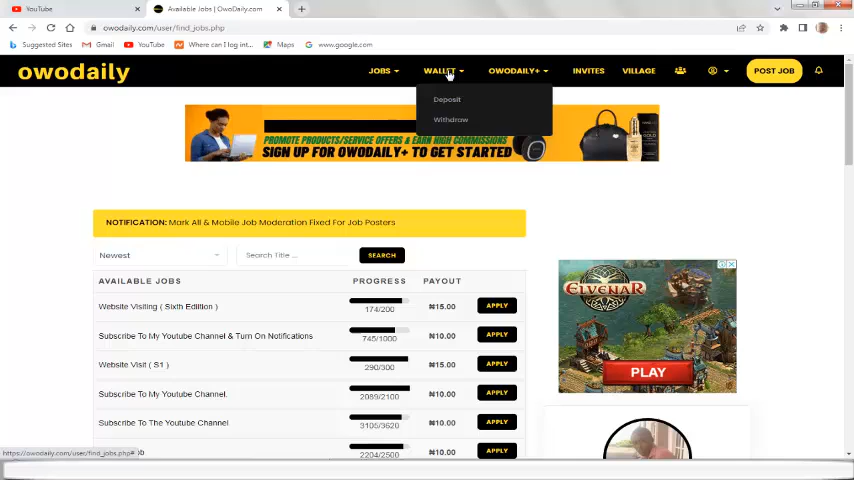 YouTube
Available Jobs | OwoDaily.com
owodaily.com/user/find_jobs.php
Suggested Sites
Gmail
YouTube
Where can I log int...
Maps
www.google.com
owodaily
JOBS
WALLET
OWODAILY+
INVITES
VILLAGE
POST JOB
Deposit
Withdraw
PROMOTE PRODUCTS/SERVICE OFFERS & EARN HIGH COMMISSIONS
SIGN UP FOR OWODAILY+ TO GET STARTED
NOTIFICATION: Mark All & Mobile Job Moderation Fixed For Job Posters
Newest
Search Title ...
SEARCH
AVAILABLE JOBS PROGRESS PAYOUT
Website Visiting ( Sixth Ediition ) 174/200 ₦15.00 APPLY
Subscribe To My Youtube Channel & Turn On Notifications 745/1000 ₦10.00 APPLY
Website Visit ( S1 ) 290/300 ₦15.00 APPLY
Subscribe To My Youtube Channel. 2089/2100 ₦10.00 APPLY
Subscribe To The Youtube Channel 3105/3620 ₦10.00 APPLY
2204/2500 ₦10.00 APPLY
ELVENAR
PLAY
https://owodaily.com/user/find_jobs.php#